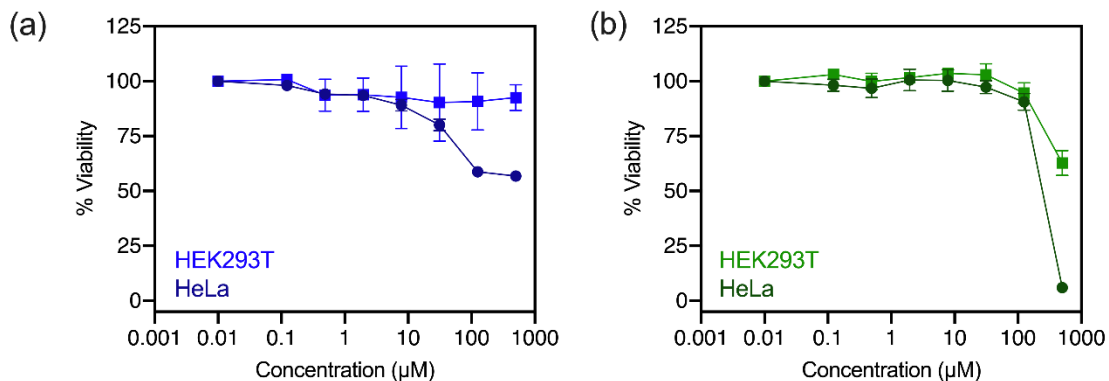 (a)
% Viability
125
100
75
50
25
0
HEK293T
HeLa
0.001 0.01 0.1 1 10 100 1000
Concentration (µM)
(b)
% Viability
125
100
75
50
25
0
HEK293T
HeLa
0.001 0.01 0.1 1 10 100 1000
Concentration (µM)